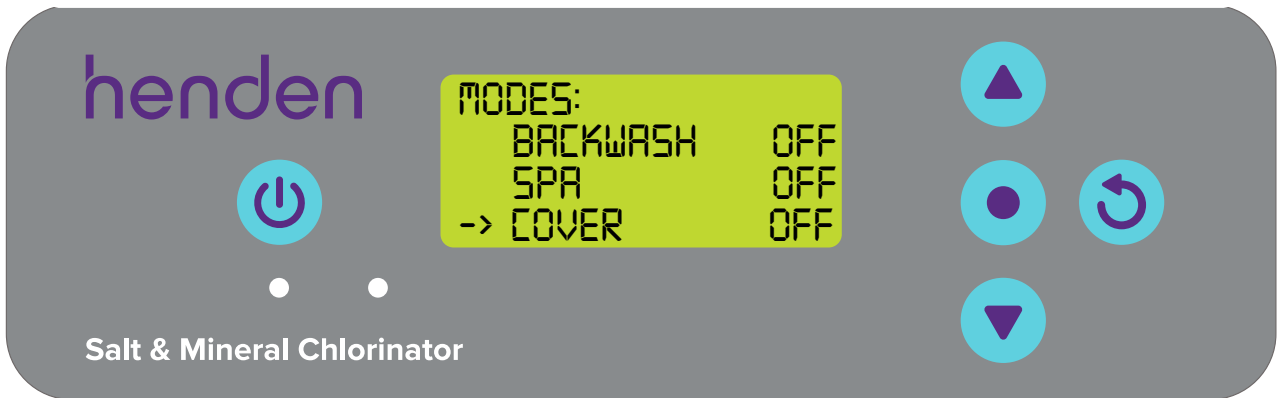 henden
MODES:
BACKWASH OFF
SPA OFF
-> COVER OFF
Salt & Mineral Chlorinator